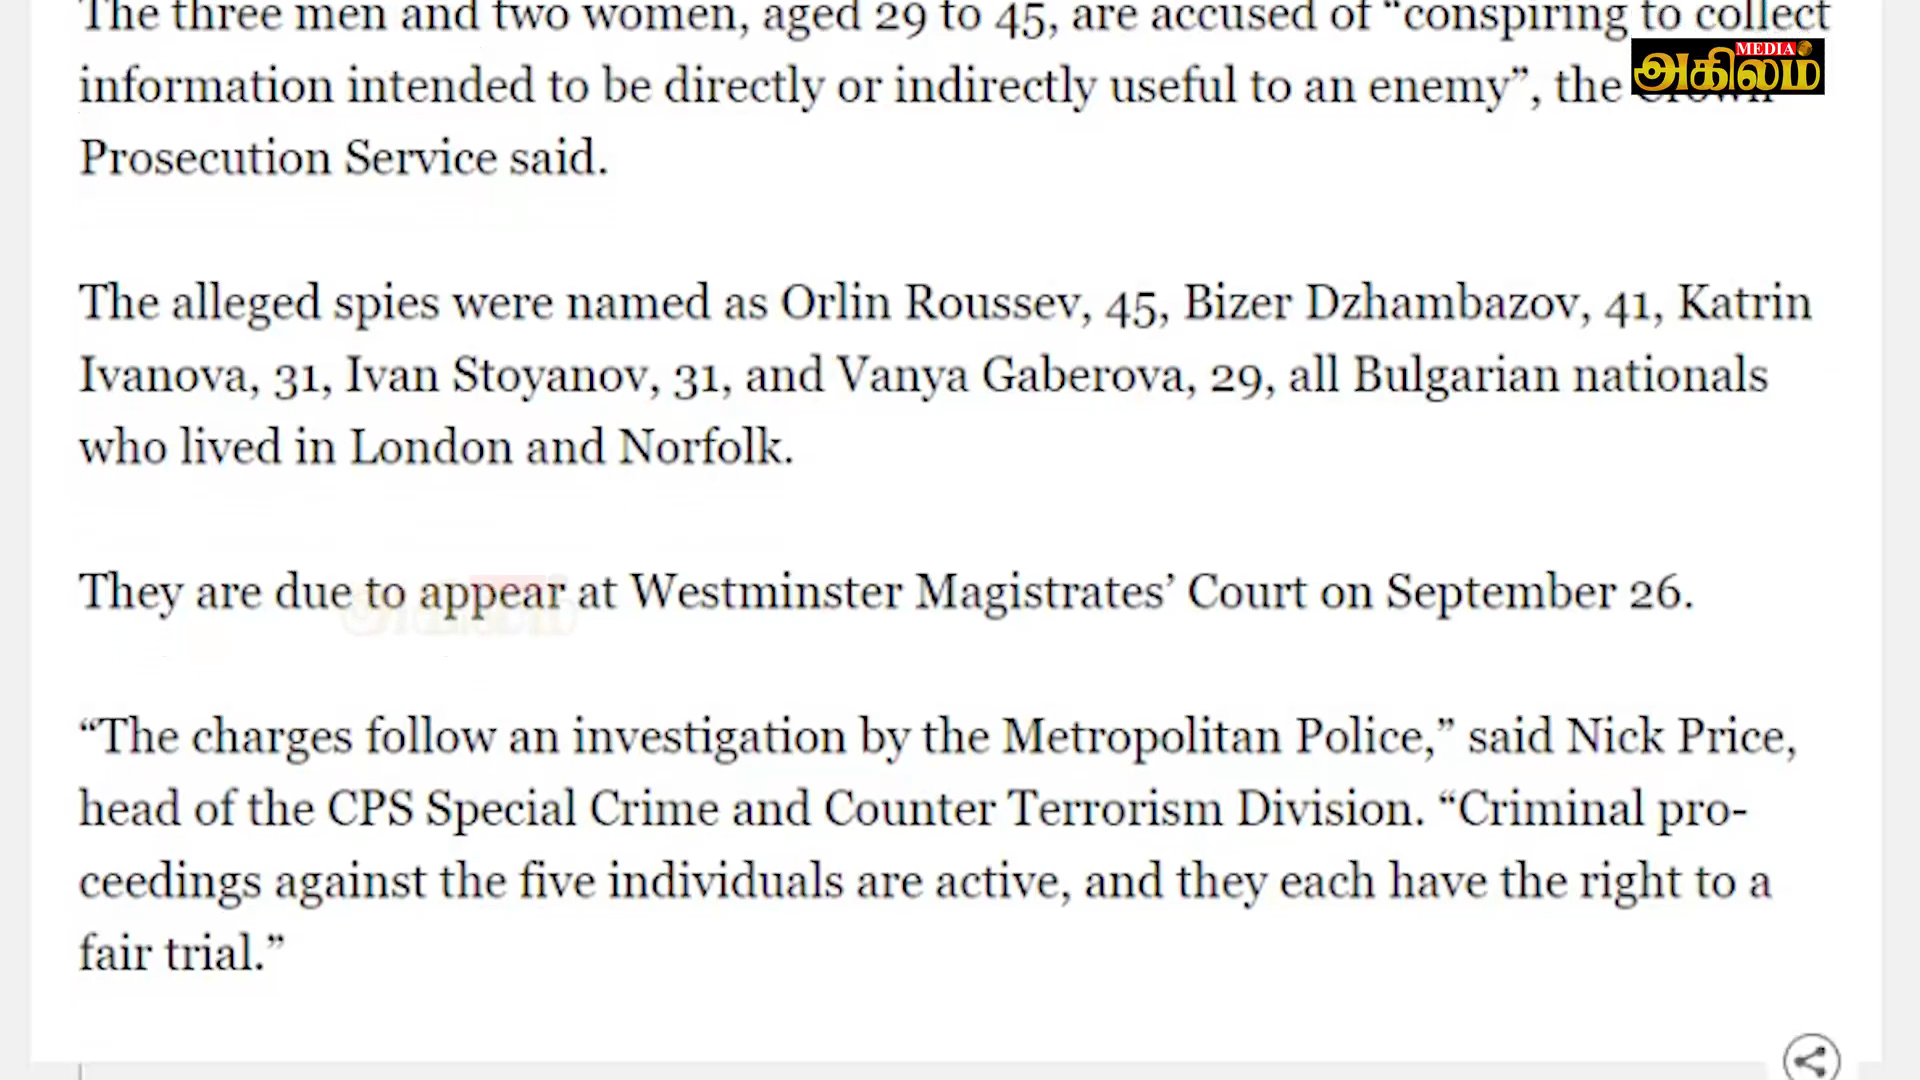 The three men and two women, aged 29 to 45, are accused of “conspiring to collect
information intended to be directly or indirectly useful to an enemy”, the Crown
MEDIA
அகிலம்
Prosecution Service said.
The alleged spies were named as Orlin Roussev, 45, Bizer Dzhambazov, 41, Katrin
Ivanova, 31, Ivan Stoyanov, 31, and Vanya Gaberova, 29, all Bulgarian nationals
who lived in London and Norfolk.
They are due to appear at Westminster Magistrates’ Court on September 26.
“The charges follow an investigation by the Metropolitan Police,” said Nick Price,
head of the CPS Special Crime and Counter Terrorism Division. “Criminal pro-
ceedings against the five individuals are active, and they each have the right to a
fair trial.”